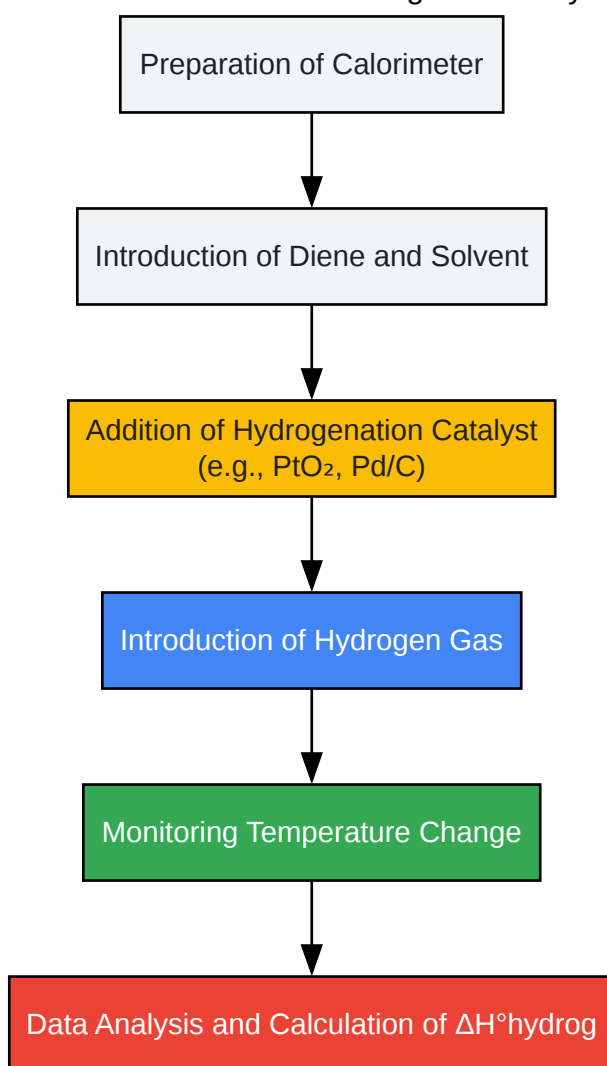 Preparation of Calorimeter
Introduction of Diene and Solvent
Addition of Hydrogenation Catalyst
(e.g., PtO₂, Pd/C)
Introduction of Hydrogen Gas
Monitoring Temperature Change
Data Analysis and Calculation of ΔH°hydrog